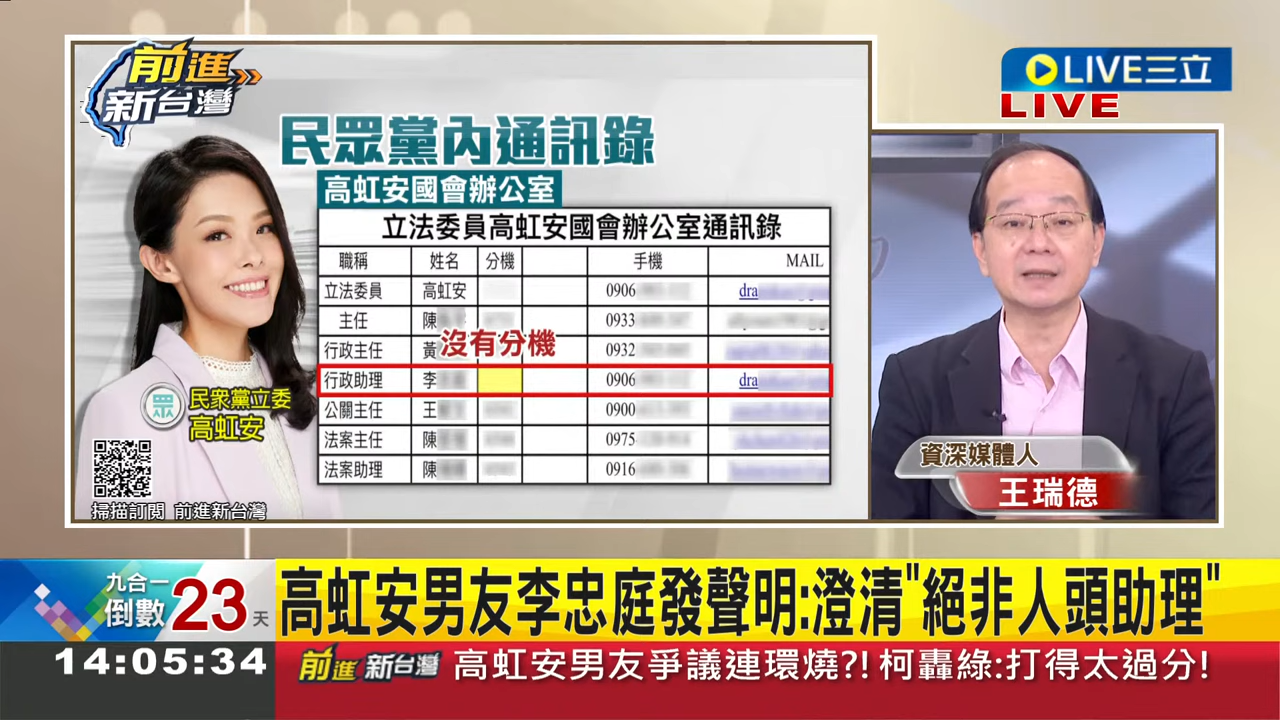 前進
新台灣
LIVE三立
LIVE
民眾黨內通訊錄
高虹安國會辦公室
立法委員高虹安國會辦公室通訊錄
職稱 姓名 分機 手機 MAIL
立法委員 高虹安 0906 dra
主任 陳 0933
行政主任 黃 0932
沒有分機
行政助理 李 0906 dra
公關主任 王 0900
法案主任 陳 0975
法案助理 陳 0916
眾
民眾黨立委
高虹安
掃描訂閱 前進新台灣
資深媒體人
王瑞德
九合一
倒數 23 天
高虹安男友李忠庭發聲明:澄清"絕非人頭助理"
14:05:34
前進新台灣 高虹安男友爭議連環燒?! 柯轟綠:打得太過分!